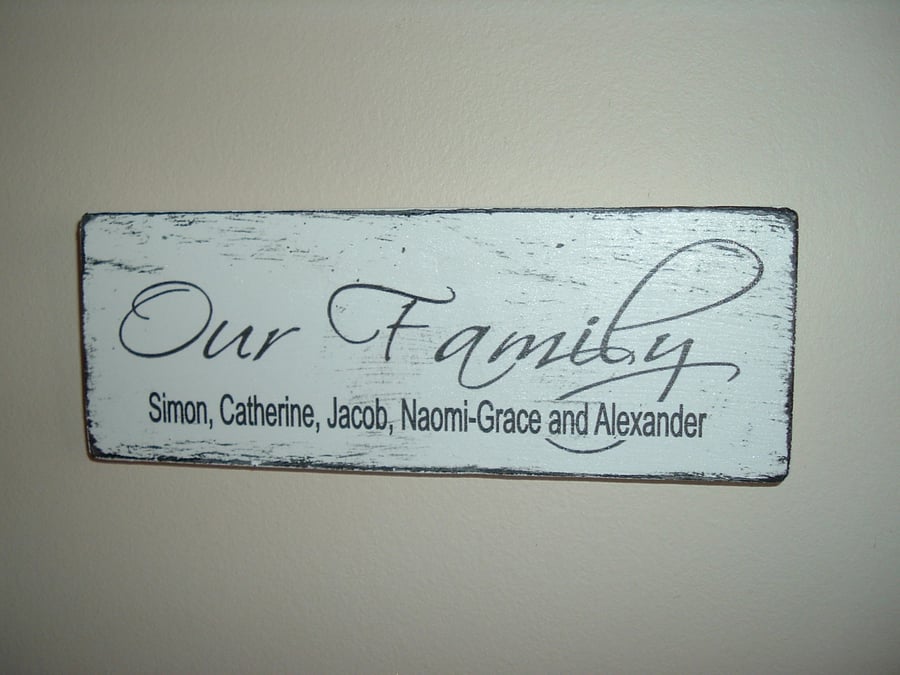 Our Family
Simon, Catherine, Jacob, Naomi-Grace and Alexander